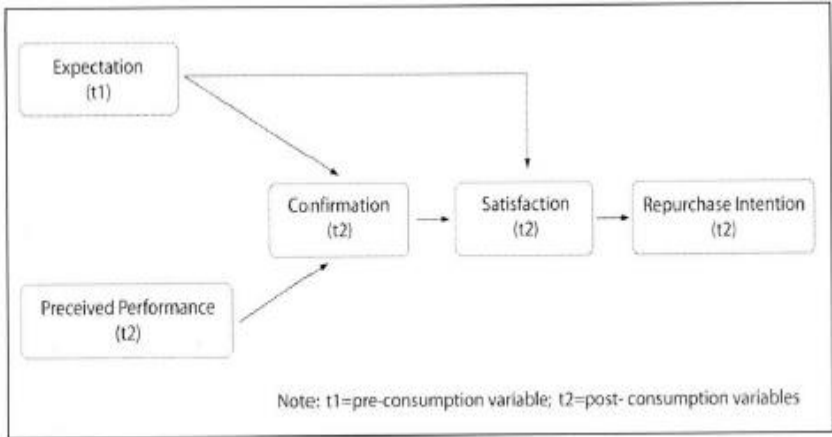 Expectation
(t1)
Confirmation
(t2)
Satisfaction
(t2)
Repurchase Intention
(t2)
Preceived Performance
(t2)
Note: t1=pre-consumption variable; t2=post- consumption variables